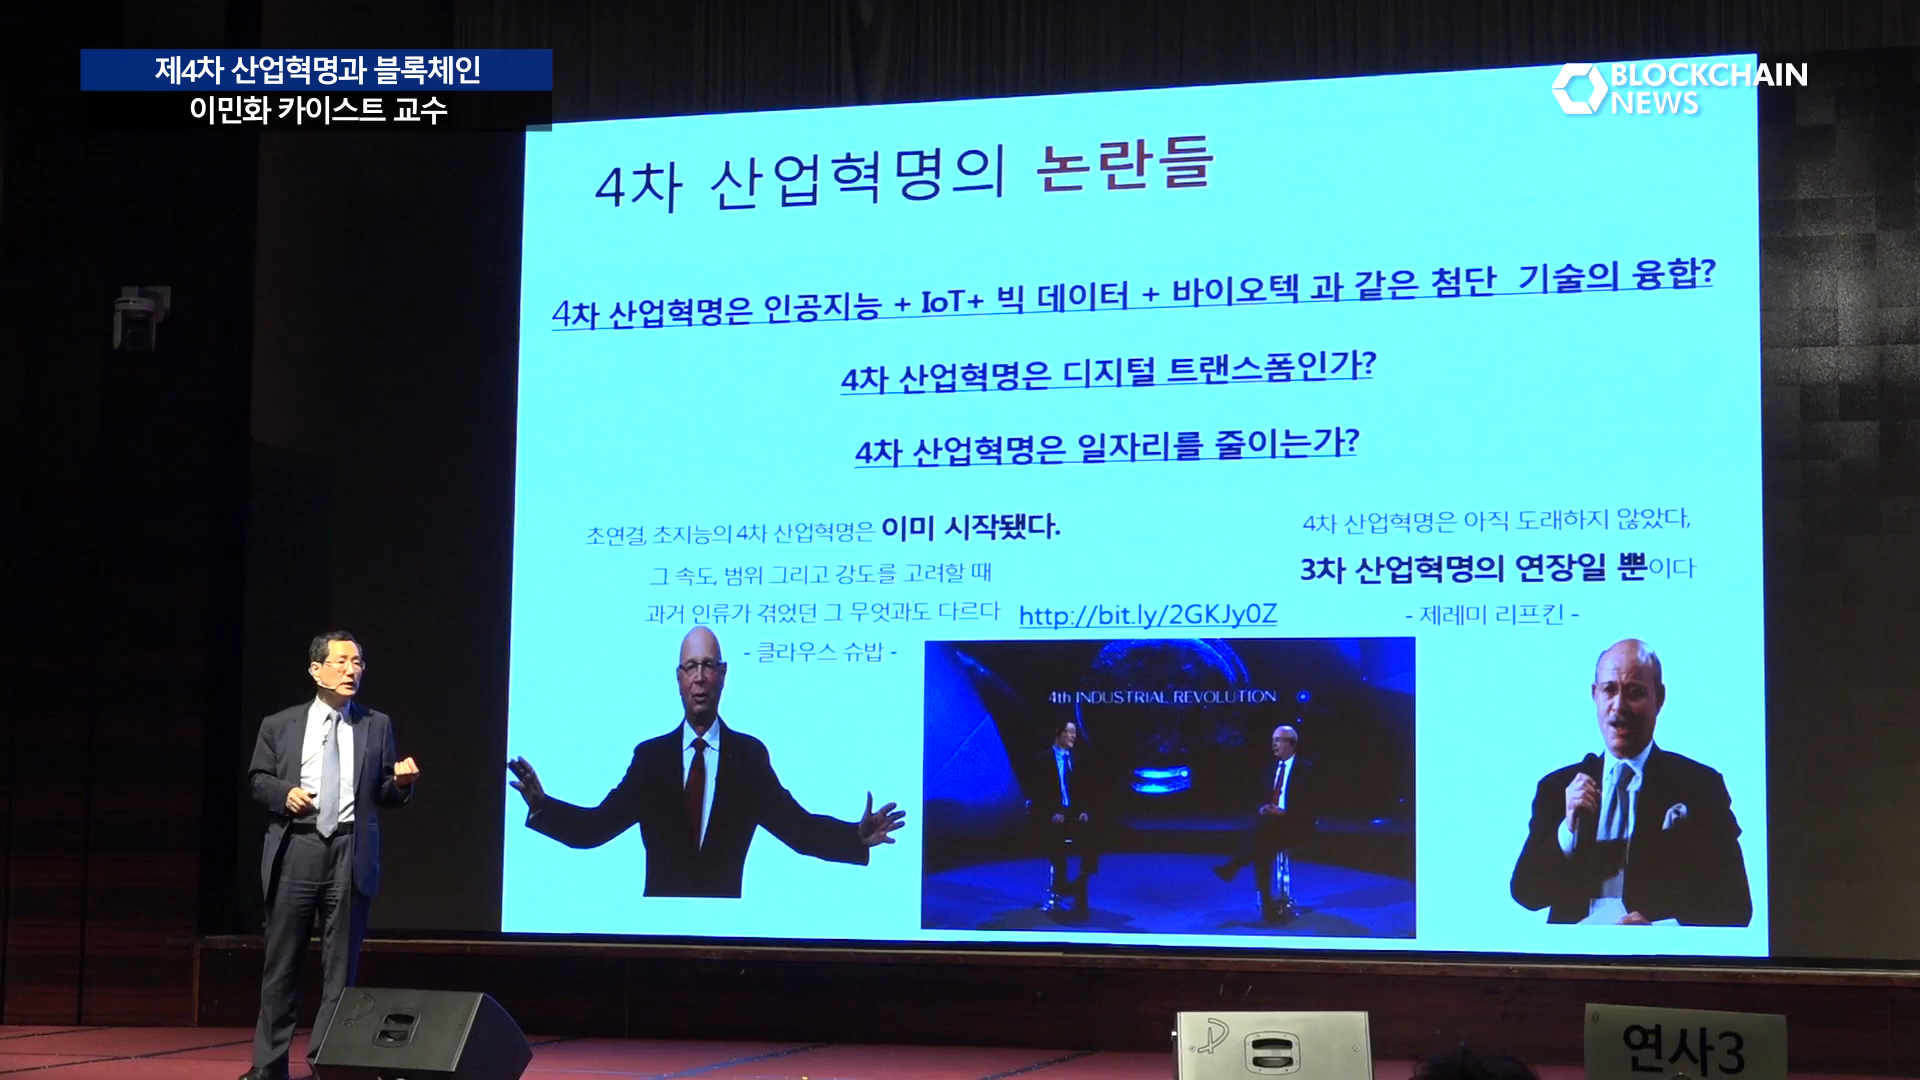 제4차 산업혁명과 블록체인
이민화 카이스트 교수
BLOCKCHAIN
NEWS
4차 산업혁명의 논란들
4차 산업혁명은 인공지능 + IoT+ 빅 데이터 + 바이오텍 과 같은 첨단 기술의 융합?
4차 산업혁명은 디지털 트랜스폼인가?
4차 산업혁명은 일자리를 줄이는가?
초연결, 초지능의 4차 산업혁명은 이미 시작됐다.
그 속도, 범위 그리고 강도를 고려할 때
과거 인류가 겪었던 그 무엇과도 다르다
- 클라우스 슈밥 -
http://bit.ly/2GKJy0Z
4차 산업혁명은 아직 도래하지 않았다,
3차 산업혁명의 연장일 뿐이다
- 제레미 리프킨 -
4th INDUSTRIAL REVOLUTION
연사3